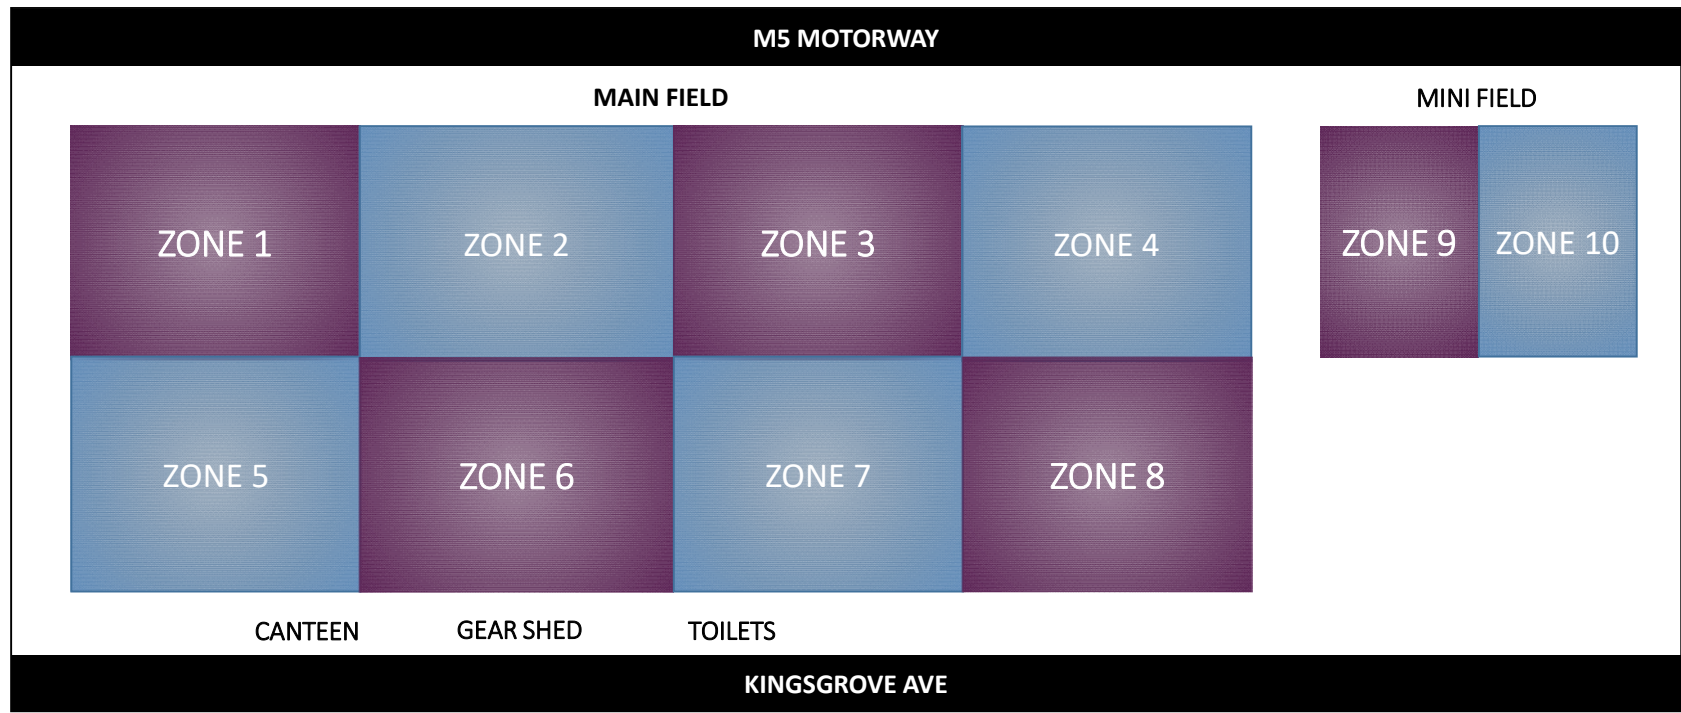 M5 MOTORWAY
MAIN FIELD
MINI FIELD
ZONE 1
ZONE 2
ZONE 3
ZONE 4
ZONE 9
ZONE 10
ZONE 5
ZONE 6
ZONE 7
ZONE 8
CANTEEN
GEAR SHED
TOILETS
KINGSGROVE AVE